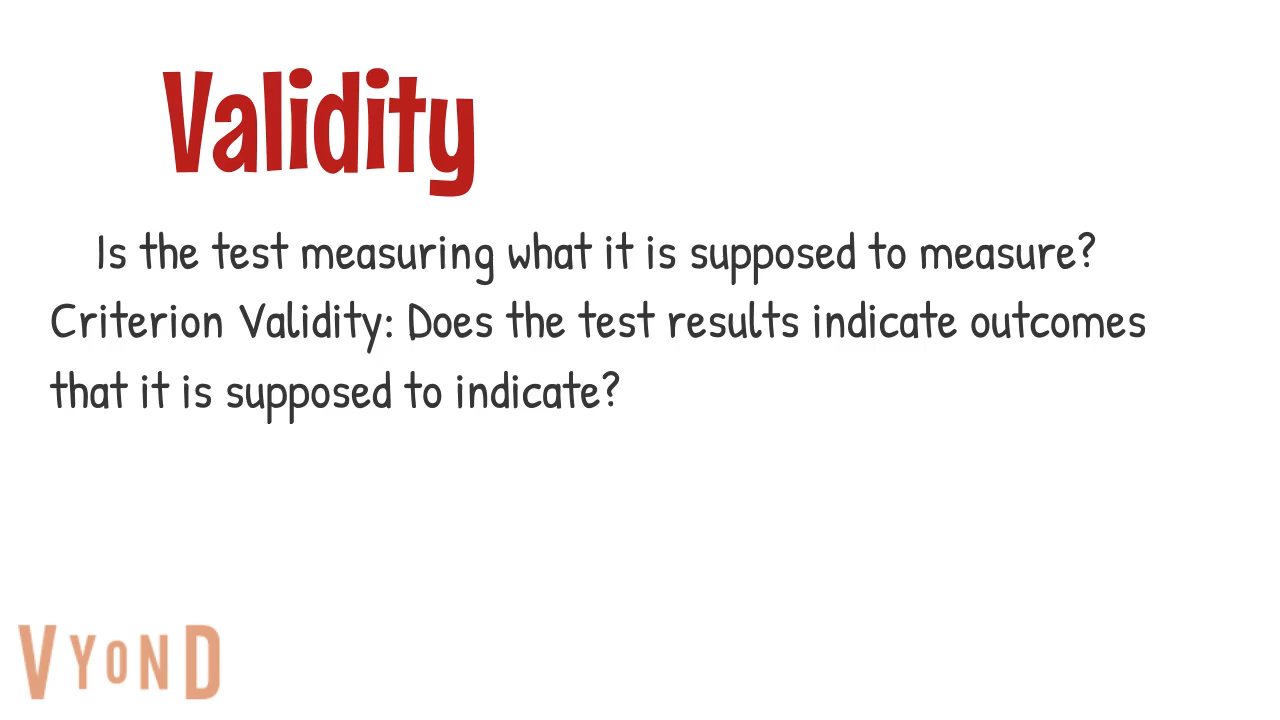 Validity
Is the test measuring what it is supposed to measure?
Criterion Validity: Does the test results indicate outcomes
that it is supposed to indicate?
VYOND